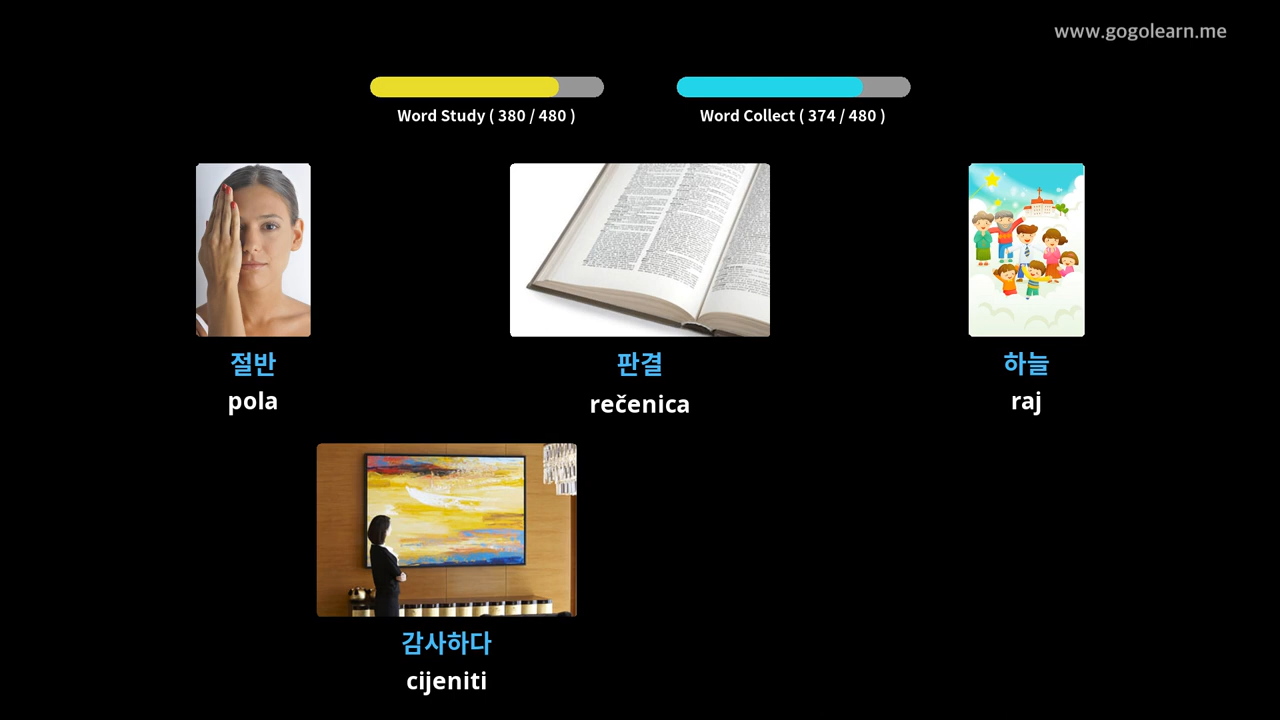 www.gogolearn.me
Word Study ( 380 / 480 )
Word Collect ( 374 / 480 )
절반
pola
판결
rečenica
하늘
raj
감사하다
cijeniti